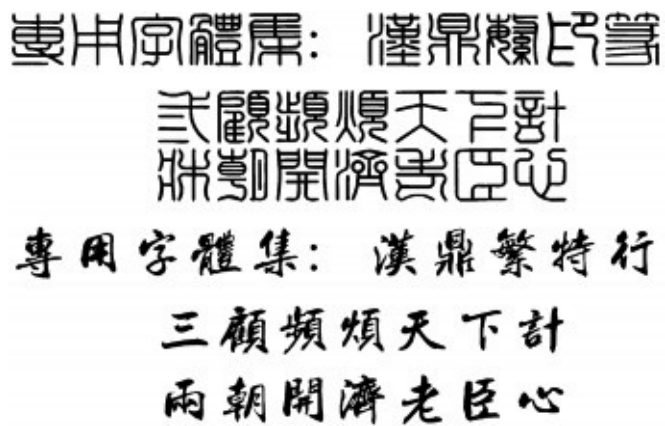 專用字體集：漢鼎繁印篆
三顧頻煩天下計
兩朝開濟老臣心
專用字體集：漢鼎繁特行
三顧頻煩天下計
兩朝開濟老臣心